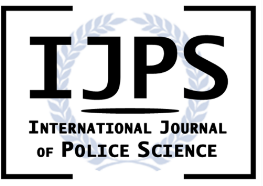 IJPS
INTERNATIONAL JOURNAL
OF POLICE SCIENCE